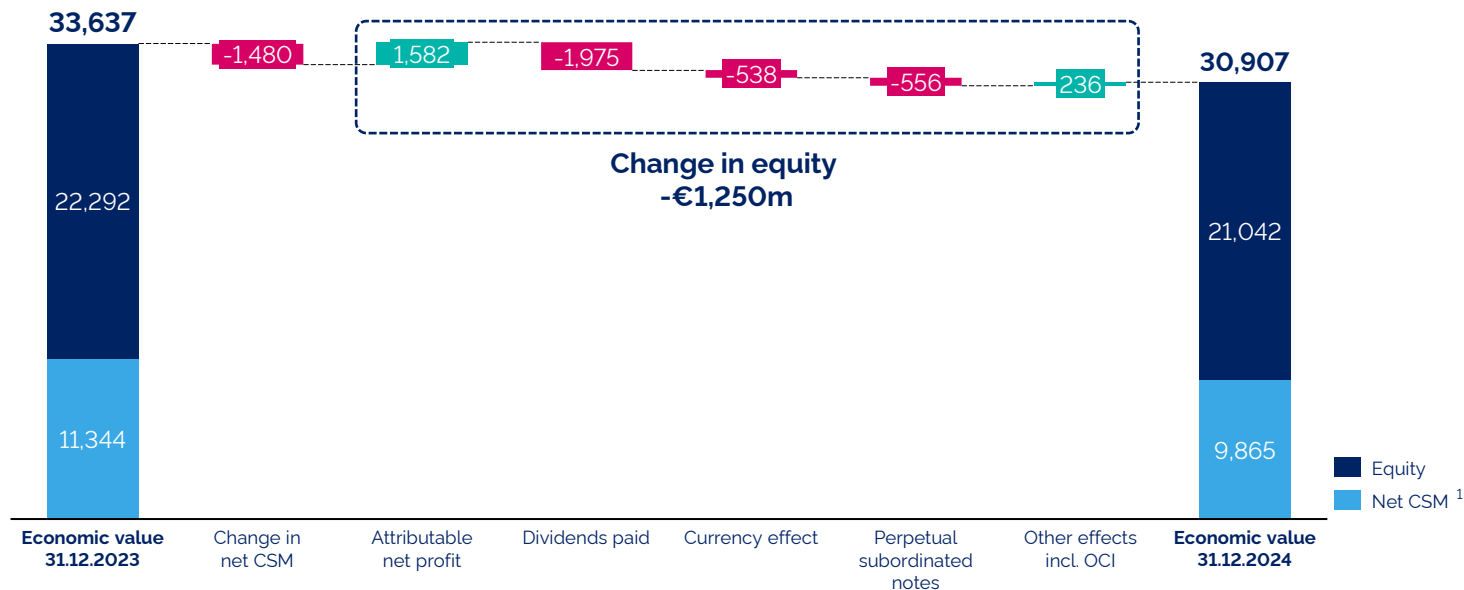 33,637
-1,480
1,582
-1,975
-538
-556
236
30,907
Change in equity
-€1,250m
22,292
21,042
11,344
9,865
Equity
Net CSM 1
Economic value
31.12.2023
Change in
net CSM
Attributable
net profit
Dividends paid
Currency effect
Perpetual
subordinated
notes
Other effects
incl. OCI
Economic value
31.12.2024